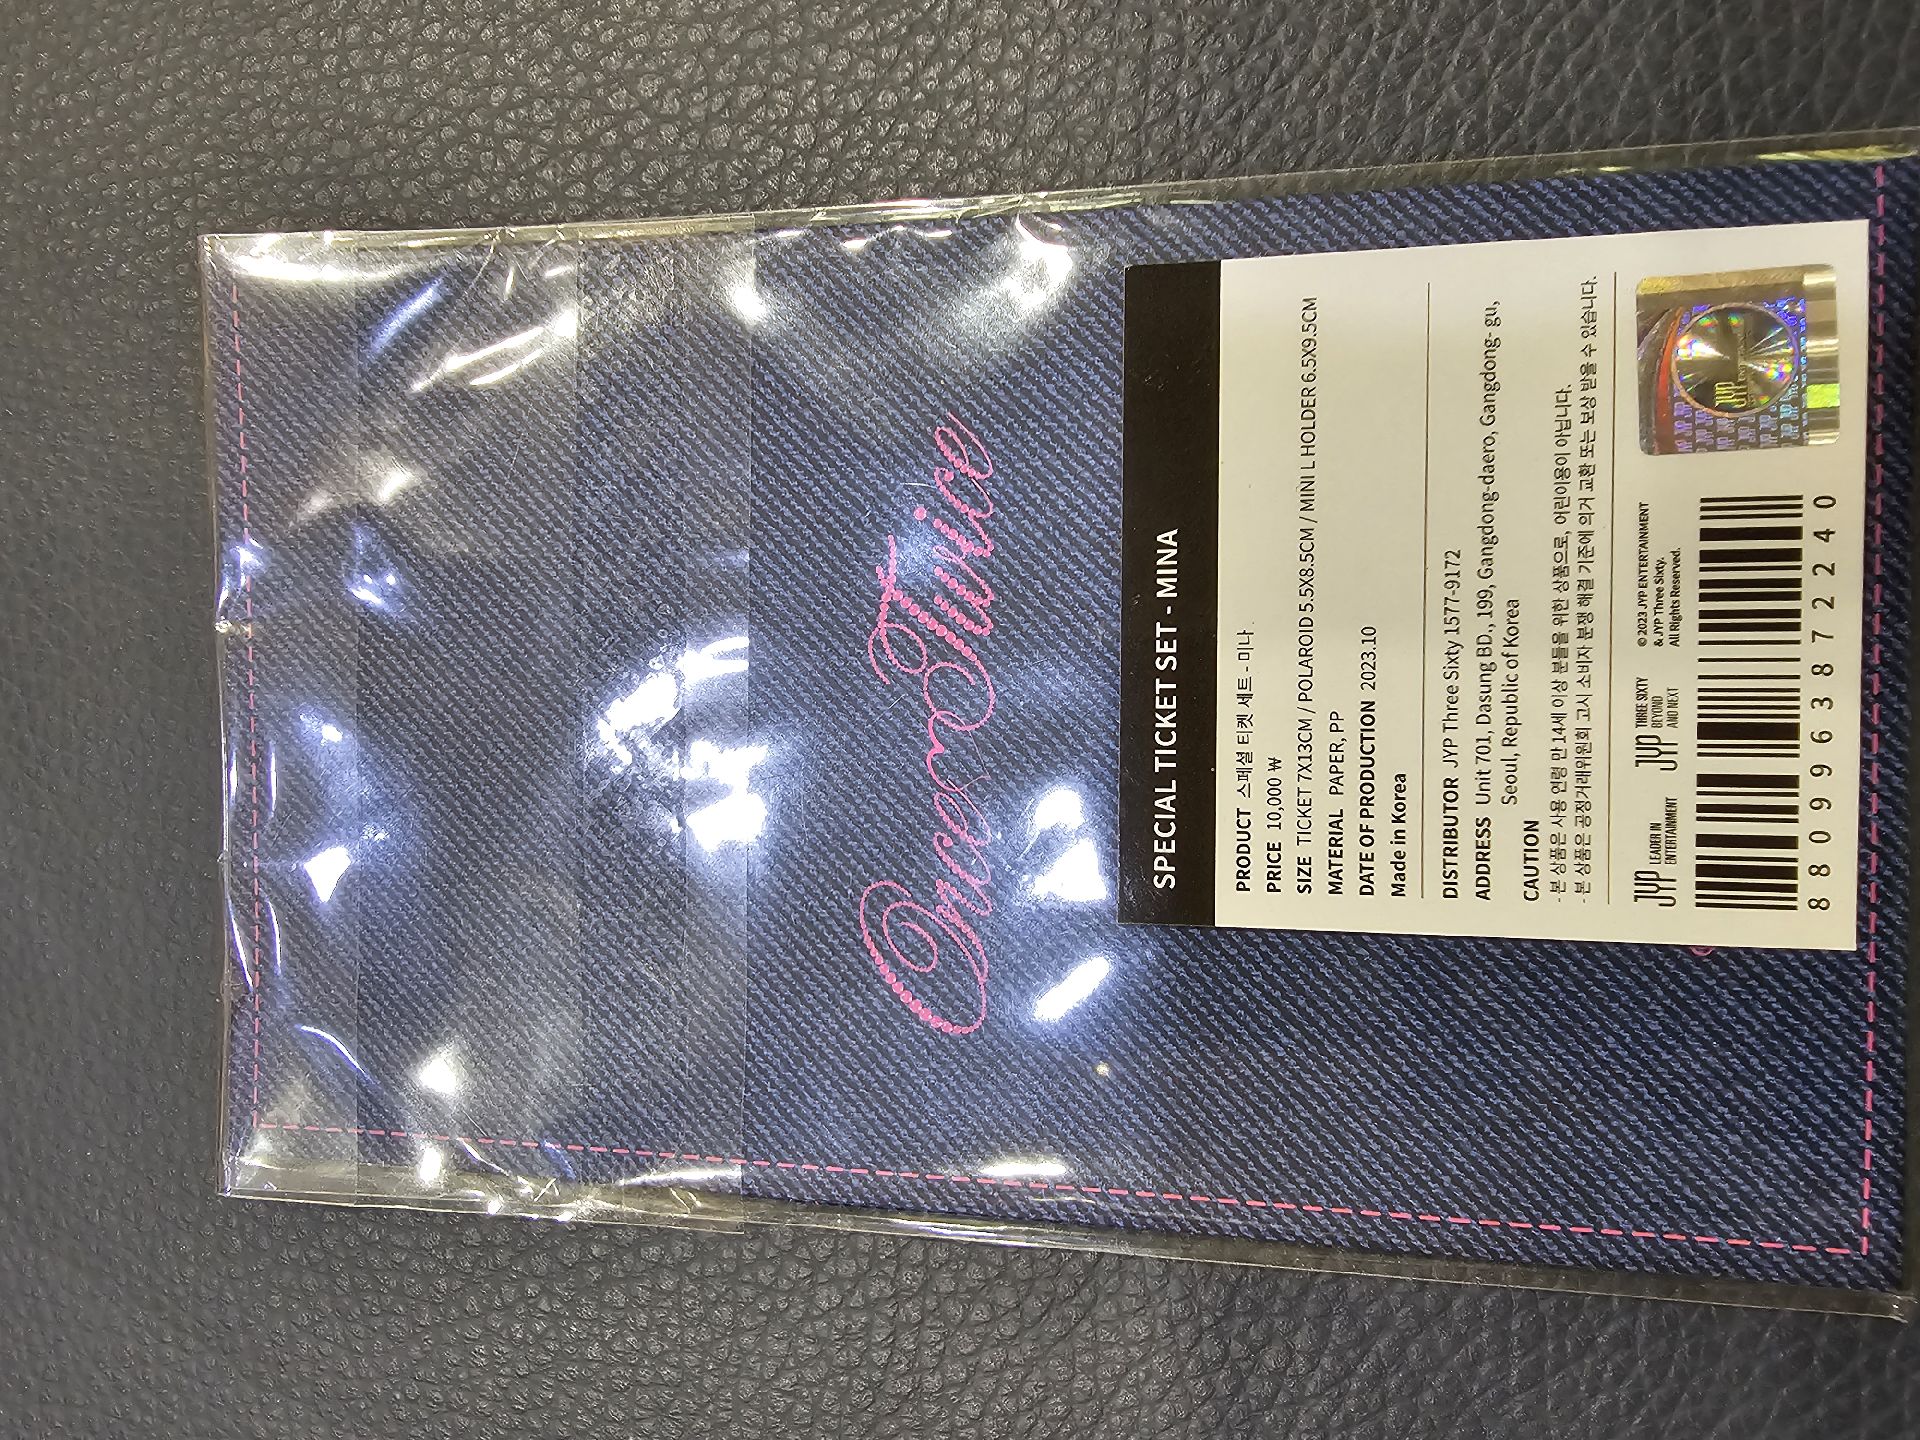 Once Twice
SPECIAL TICKET SET - MINA
PRODUCT 스페셜 티켓 세트 - 미나
PRICE 10,000 ₩
SIZE TICKET 7X13CM / POLAROID 5.5X8.5CM / MINI L HOLDER 6.5X9.5CM
MATERIAL PAPER, PP
DATE OF PRODUCTION 2023.10
Made in Korea
DISTRIBUTOR JYP Three Sixty 1577-9172
ADDRESS Unit 701, Dasung BD., 199, Gangdong-daero, Gangdong- gu,
Seoul, Republic of Korea
CAUTION
- 본 상품은 사용 연령 만 14세 이상 분들을 위한 상품으로, 어린이용이 아닙니다.
- 본 상품은 공정거래위원회 고시 소비자 분쟁 해결 기준에 의거 교환 또는 보상 받을 수 있습니다.
JYP LEADER IN
ENTERTAINMENT
JYP THREE SIXTY
BEYOND
AND NEXT
© 2023 JYP ENTERTAINMENT
& JYP Three Sixty.
All Rights Reserved.
8809963872240
JYP